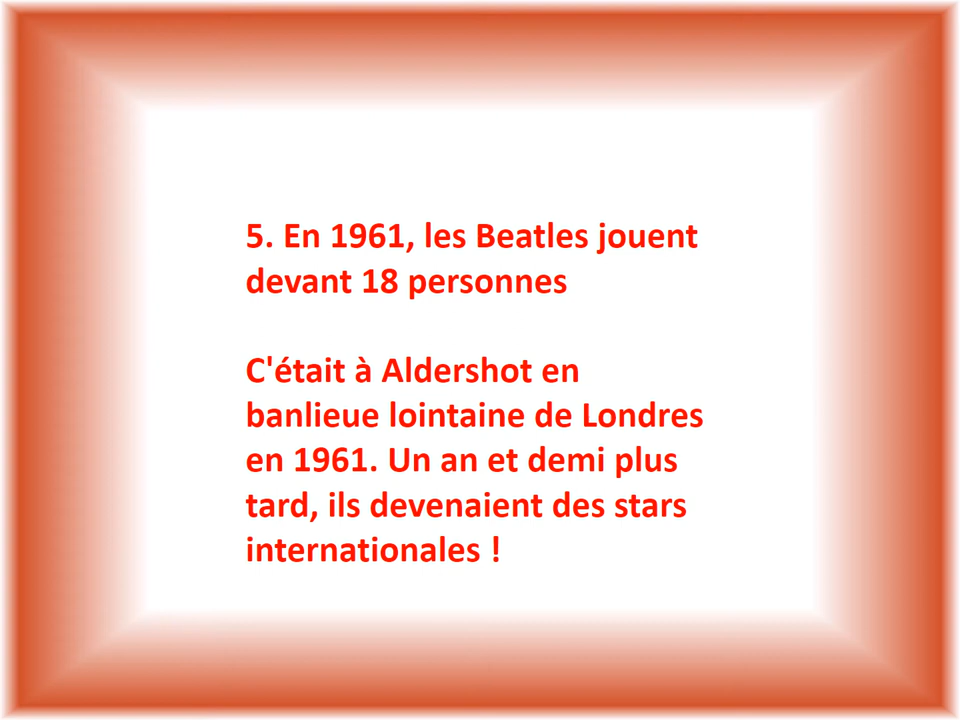 5. En 1961, les Beatles jouent
devant 18 personnes
C'était à Aldershot en
banlieue lointaine de Londres
en 1961. Un an et demi plus
tard, ils devenaient des stars
internationales !